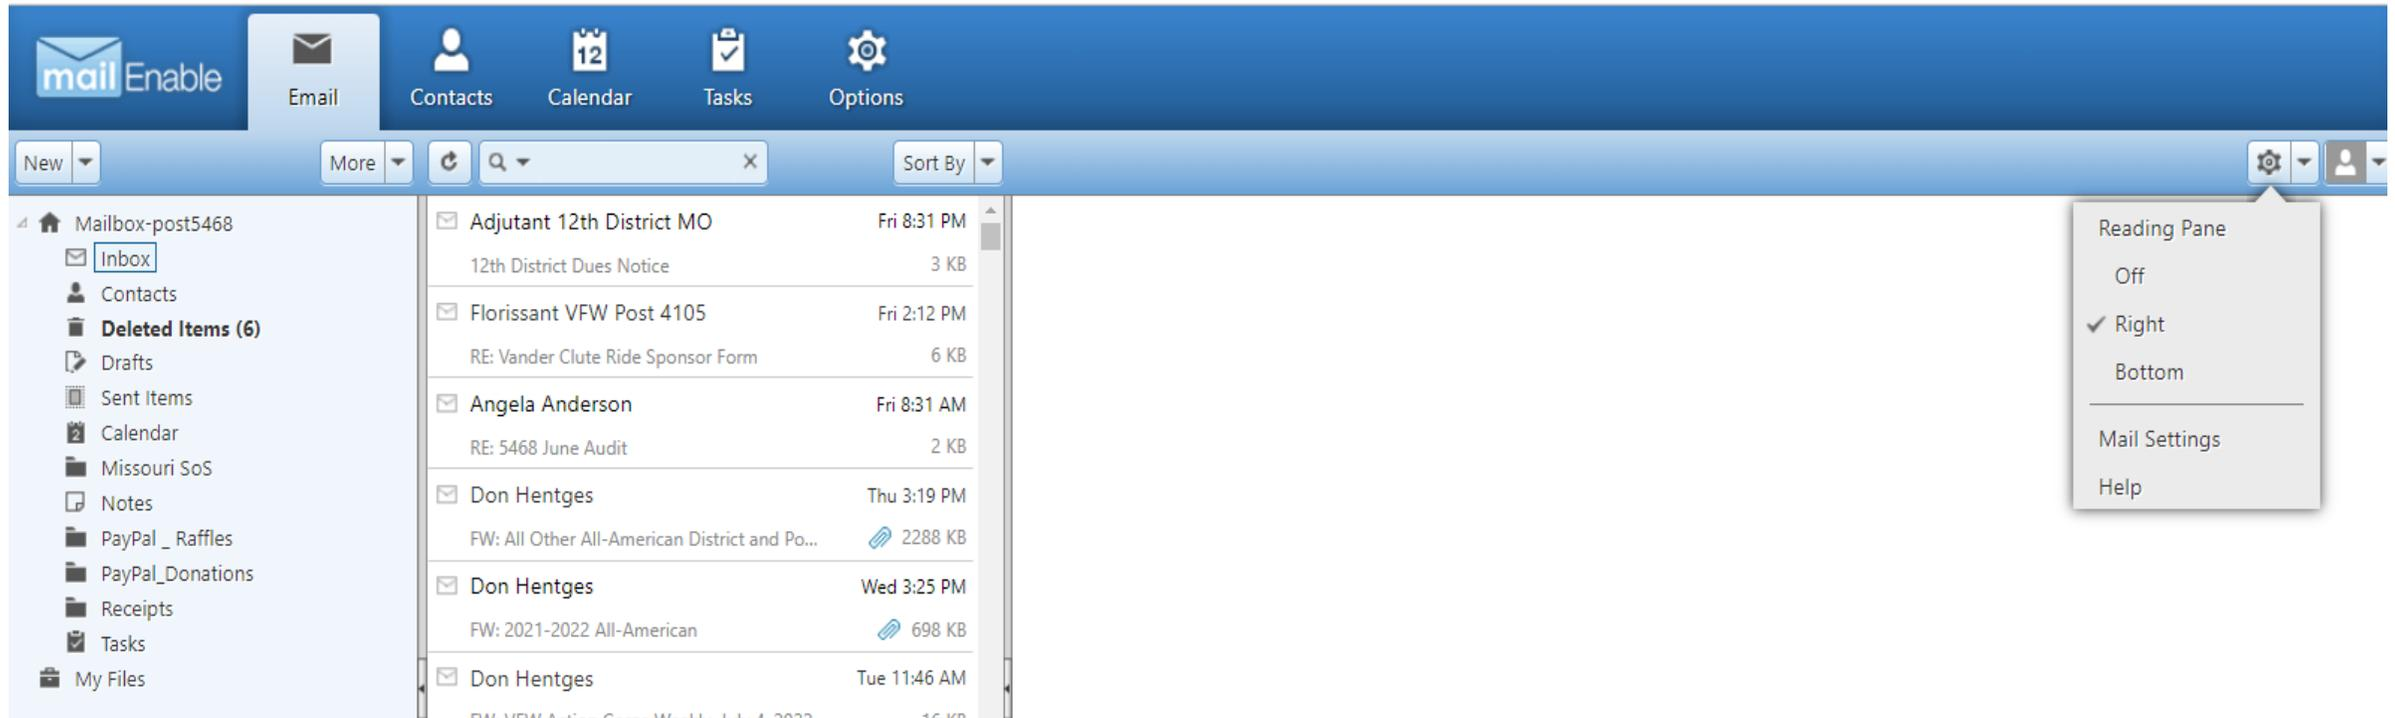 mail Enable
Email
Contacts
12
Calendar
Tasks
Options
New
More
Sort By
Mailbox-post5468
Inbox
Contacts
Deleted Items (6)
Drafts
Sent Items
2
Calendar
Missouri SoS
Notes
PayPal _ Raffles
PayPal_Donations
Receipts
Tasks
My Files
Adjutant 12th District MO Fri 8:31 PM
12th District Dues Notice 3 KB
Florissant VFW Post 4105 Fri 2:12 PM
RE: Vander Clute Ride Sponsor Form 6 KB
Angela Anderson Fri 8:31 AM
RE: 5468 June Audit 2 KB
Don Hentges Thu 3:19 PM
FW: All Other All-American District and Po... 2288 KB
Don Hentges Wed 3:25 PM
FW: 2021-2022 All-American 698 KB
Don Hentges Tue 11:46 AM
Reading Pane
Off
Right
Bottom
Mail Settings
Help